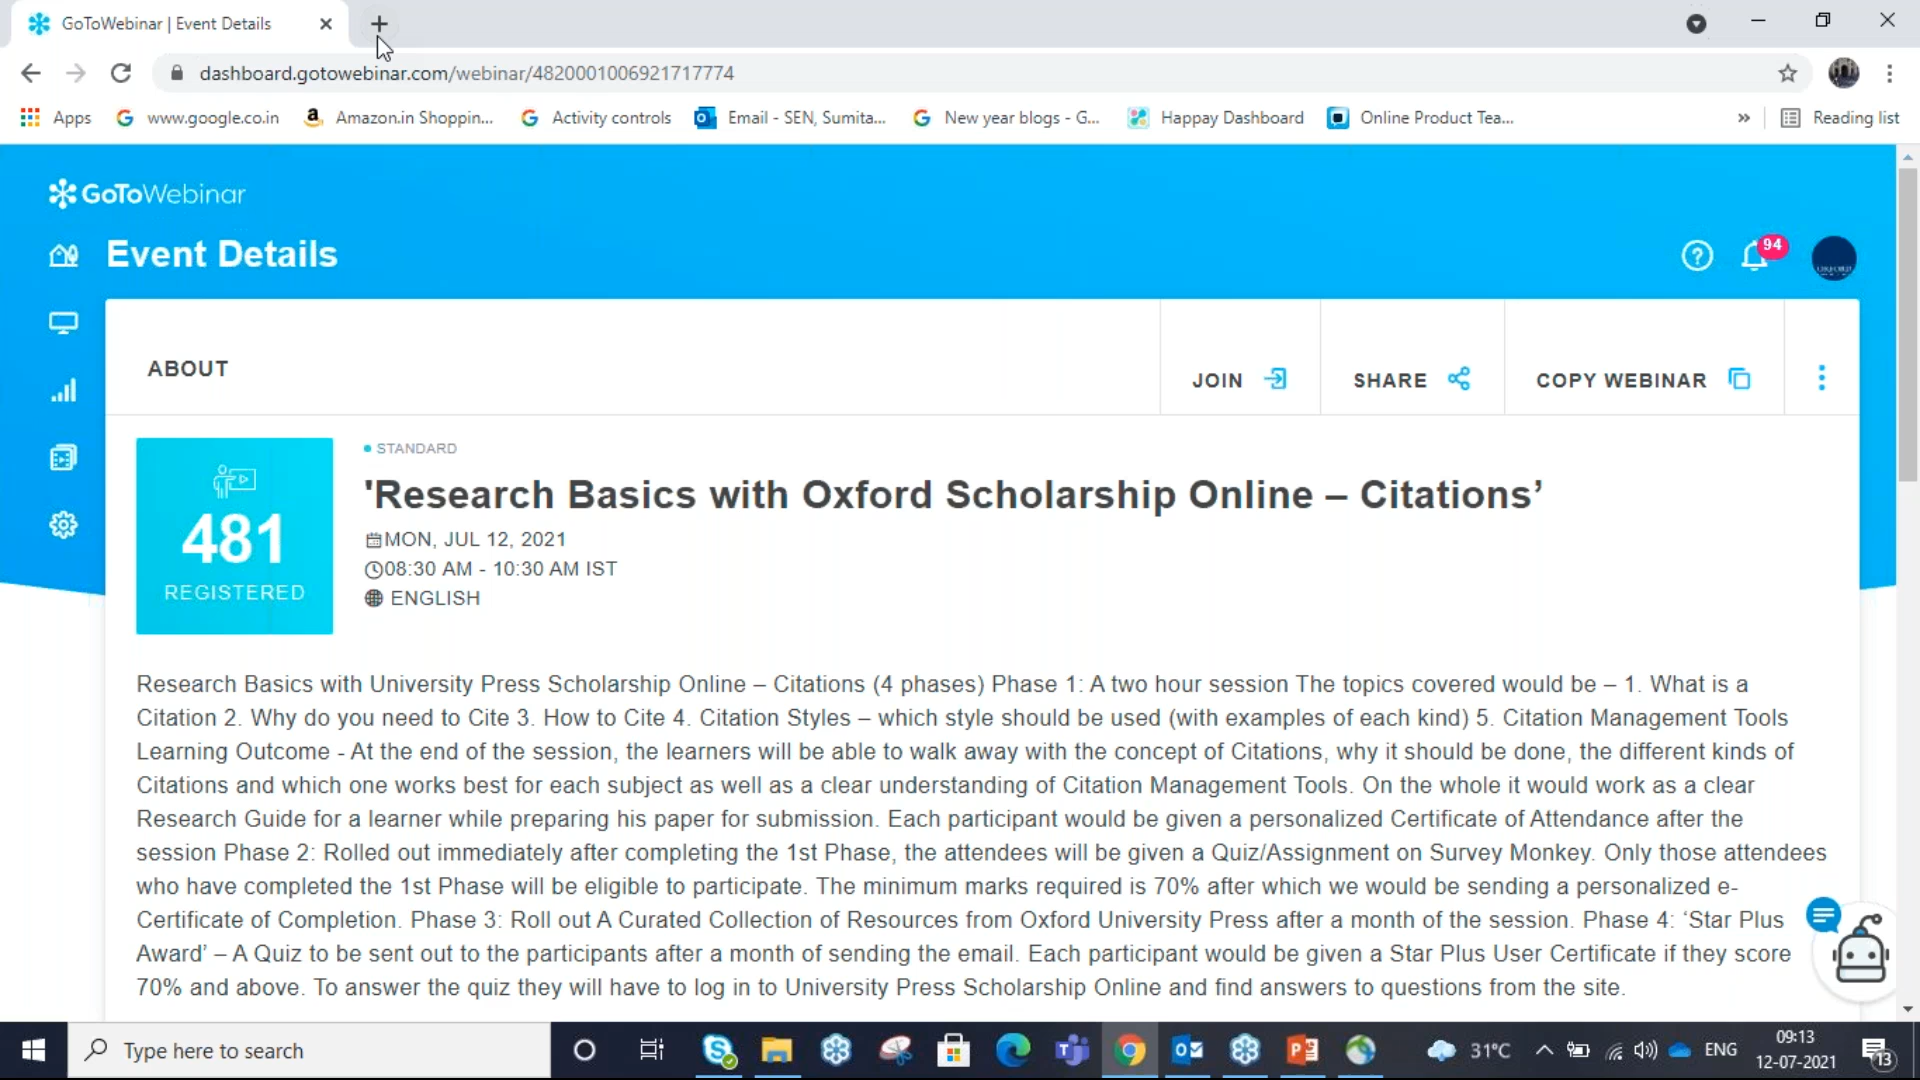 GoToWebinar | Event Details
dashboard.gotowebinar.com/webinar/4820001006921717774
Apps www.google.co.in Amazon.in Shoppin... Activity controls Email - SEN, Sumita... New year blogs - G... Happay Dashboard Online Product Tea... » Reading list
GoToWebinar
Event Details
94
ABOUT
JOIN SHARE COPY WEBINAR
STANDARD
481
REGISTERED
'Research Basics with Oxford Scholarship Online – Citations’
MON, JUL 12, 2021
08:30 AM - 10:30 AM IST
ENGLISH
Research Basics with University Press Scholarship Online – Citations (4 phases) Phase 1: A two hour session The topics covered would be – 1. What is a
Citation 2. Why do you need to Cite 3. How to Cite 4. Citation Styles – which style should be used (with examples of each kind) 5. Citation Management Tools
Learning Outcome - At the end of the session, the learners will be able to walk away with the concept of Citations, why it should be done, the different kinds of
Citations and which one works best for each subject as well as a clear understanding of Citation Management Tools. On the whole it would work as a clear
Research Guide for a learner while preparing his paper for submission. Each participant would be given a personalized Certificate of Attendance after the
session Phase 2: Rolled out immediately after completing the 1st Phase, the attendees will be given a Quiz/Assignment on Survey Monkey. Only those attendees
who have completed the 1st Phase will be eligible to participate. The minimum marks required is 70% after which we would be sending a personalized e-
Certificate of Completion. Phase 3: Roll out A Curated Collection of Resources from Oxford University Press after a month of the session. Phase 4: ‘Star Plus
Award’ – A Quiz to be sent out to the participants after a month of sending the email. Each participant would be given a Star Plus User Certificate if they score
70% and above. To answer the quiz they will have to log in to University Press Scholarship Online and find answers to questions from the site.
Type here to search
31°C
ENG
09:13
12-07-2021
13